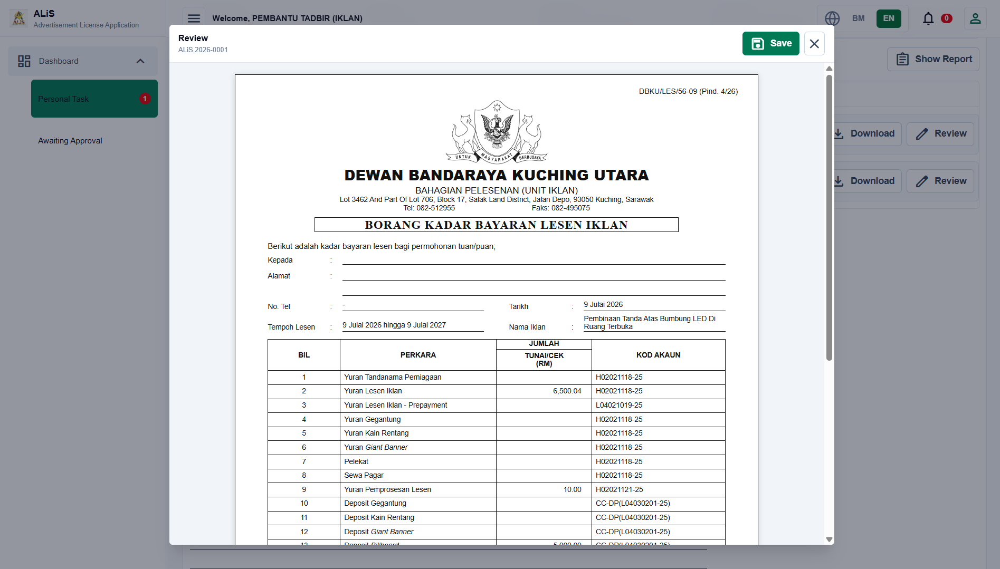 ALiS
Advertisement License Application
Welcome, PEMBANTU TADBIR (IKLAN)
BM
EN
0
Dashboard
Personal Task
1
Awaiting Approval
Show Report
Download
Review
Download
Review
Review
ALiS.2026-0001
Save
DBKU/LES/56-09 (Pind. 4/26)
UNTUK MASYARAKAT BERBUDAYA
DEWAN BANDARAYA KUCHING UTARA
BAHAGIAN PELESENAN (UNIT IKLAN)
Lot 3462 And Part Of Lot 706, Block 17, Salak Land District, Jalan Depo, 93050 Kuching, Sarawak
Tel: 082-512955 Faks: 082-495075
BORANG KADAR BAYARAN LESEN IKLAN
Berikut adalah kadar bayaran lesen bagi permohonan tuan/puan;
Kepada :
Alamat :
No. Tel : - Tarikh : 9 Julai 2026
Tempoh Lesen : 9 Julai 2026 hingga 9 Julai 2027 Nama Iklan : Pembinaan Tanda Atas Bumbung LED Di
Ruang Terbuka
BIL PERKARA JUMLAH KOD AKAUN
TUNAI/CEK
(RM)
1 Yuran Tandanama Perniagaan H02021118-25
2 Yuran Lesen Iklan 6,500.04 H02021118-25
3 Yuran Lesen Iklan - Prepayment L04021019-25
4 Yuran Gegantung H02021118-25
5 Yuran Kain Rentang H02021118-25
6 Yuran Giant Banner H02021118-25
7 Pelekat H02021118-25
8 Sewa Pagar H02021118-25
9 Yuran Pemprosesan Lesen 10.00 H02021121-25
10 Deposit Gegantung CC-DP(L04030201-25)
11 Deposit Kain Rentang CC-DP(L04030201-25)
12 Deposit Giant Banner CC-DP(L04030201-25)
13 Deposit Billboard 5,000.00 CC-DP(L04030201-25)